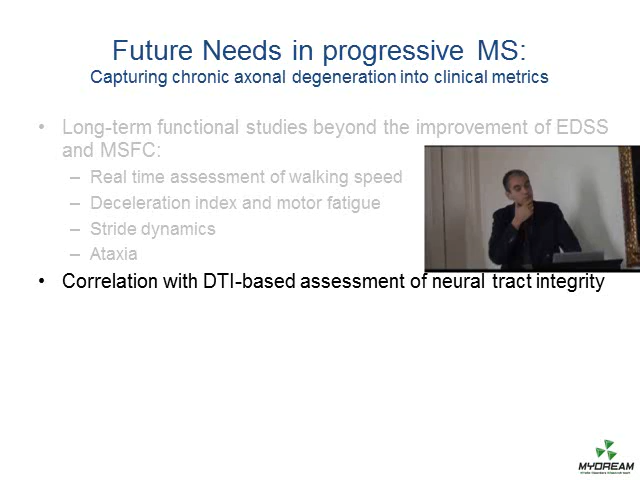 Future Needs in progressive MS:
Capturing chronic axonal degeneration into clinical metrics
• Long-term functional studies beyond the improvement of EDSS
and MSFC:
– Real time assessment of walking speed
– Deceleration index and motor fatigue
– Stride dynamics
– Ataxia
• Correlation with DTI-based assessment of neural tract integrity
MYDREAM